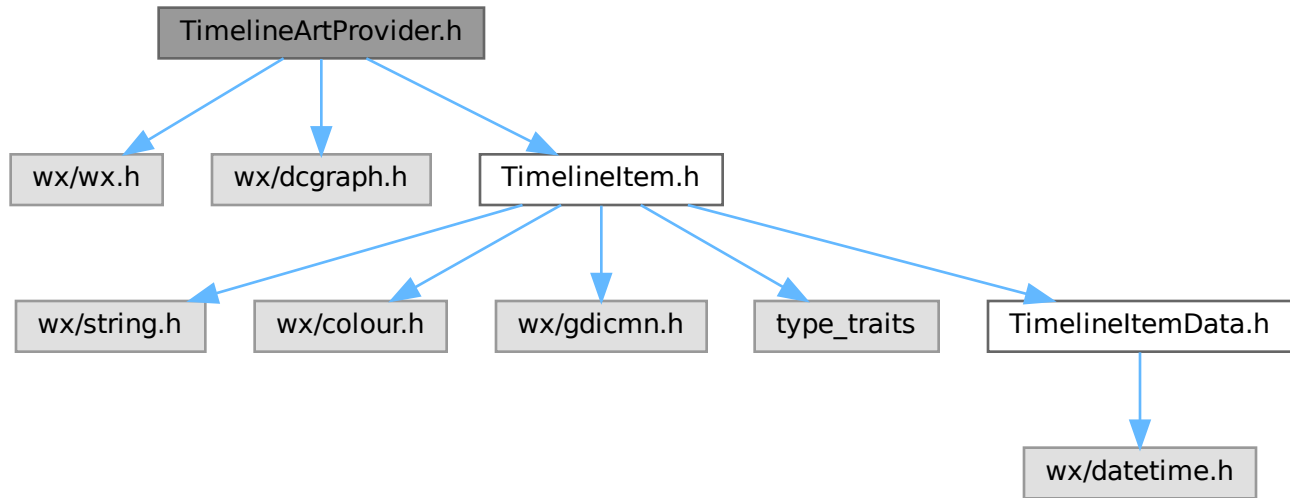 TimelineArtProvider.h
wx/wx.h
wx/dcgraph.h
TimelineItem.h
wx/string.h
wx/colour.h
wx/gdicmn.h
type_traits
TimelineItemData.h
wx/datetime.h